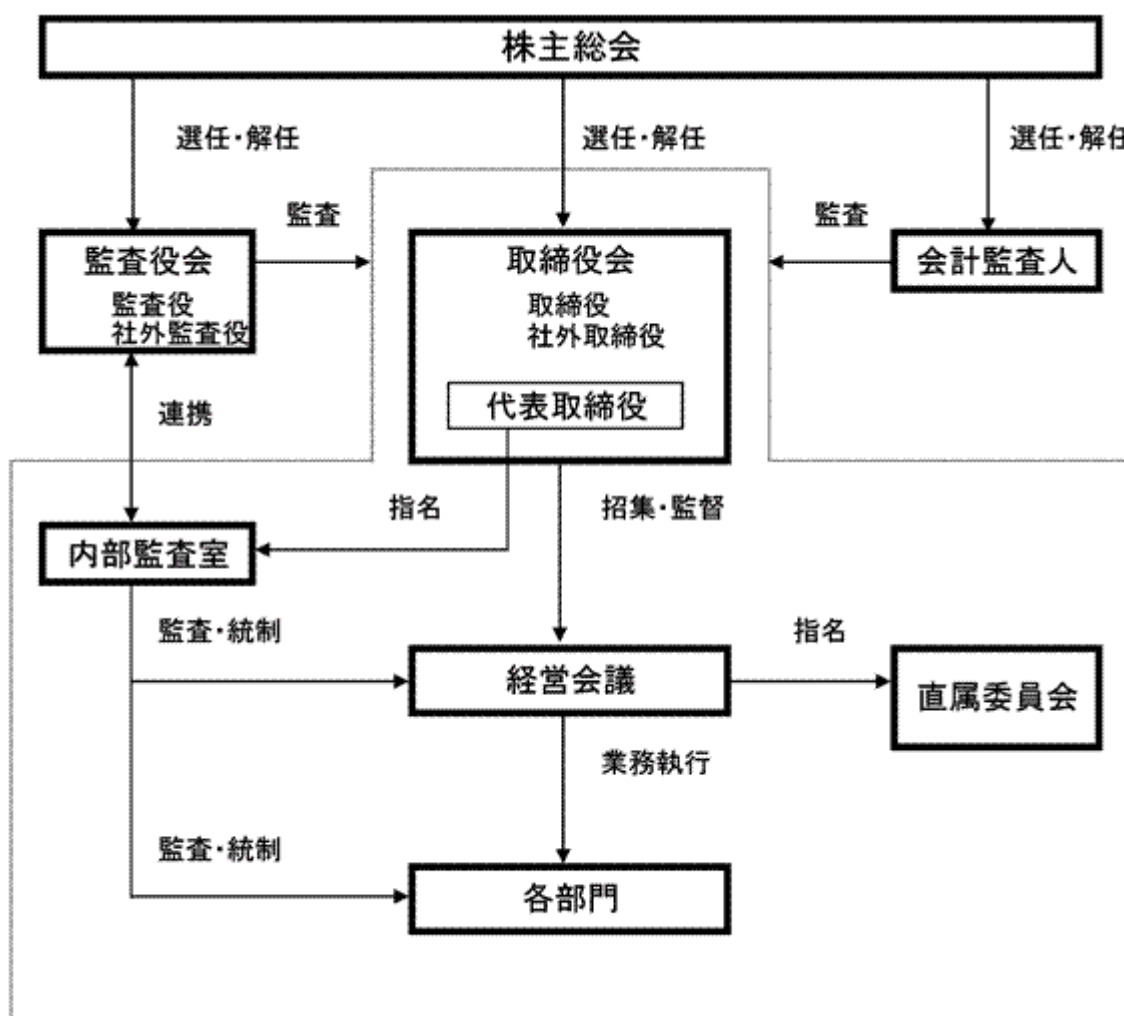 株主総会
選任・解任
選任・解任
選任・解任
監査
監査
監査役会
監査役
社外監査役
取締役会
取締役
社外取締役
代表取締役
会計監査人
連携
指名
招集・監督
内部監査室
監査・統制
指名
経営会議
直属委員会
業務執行
監査・統制
各部門